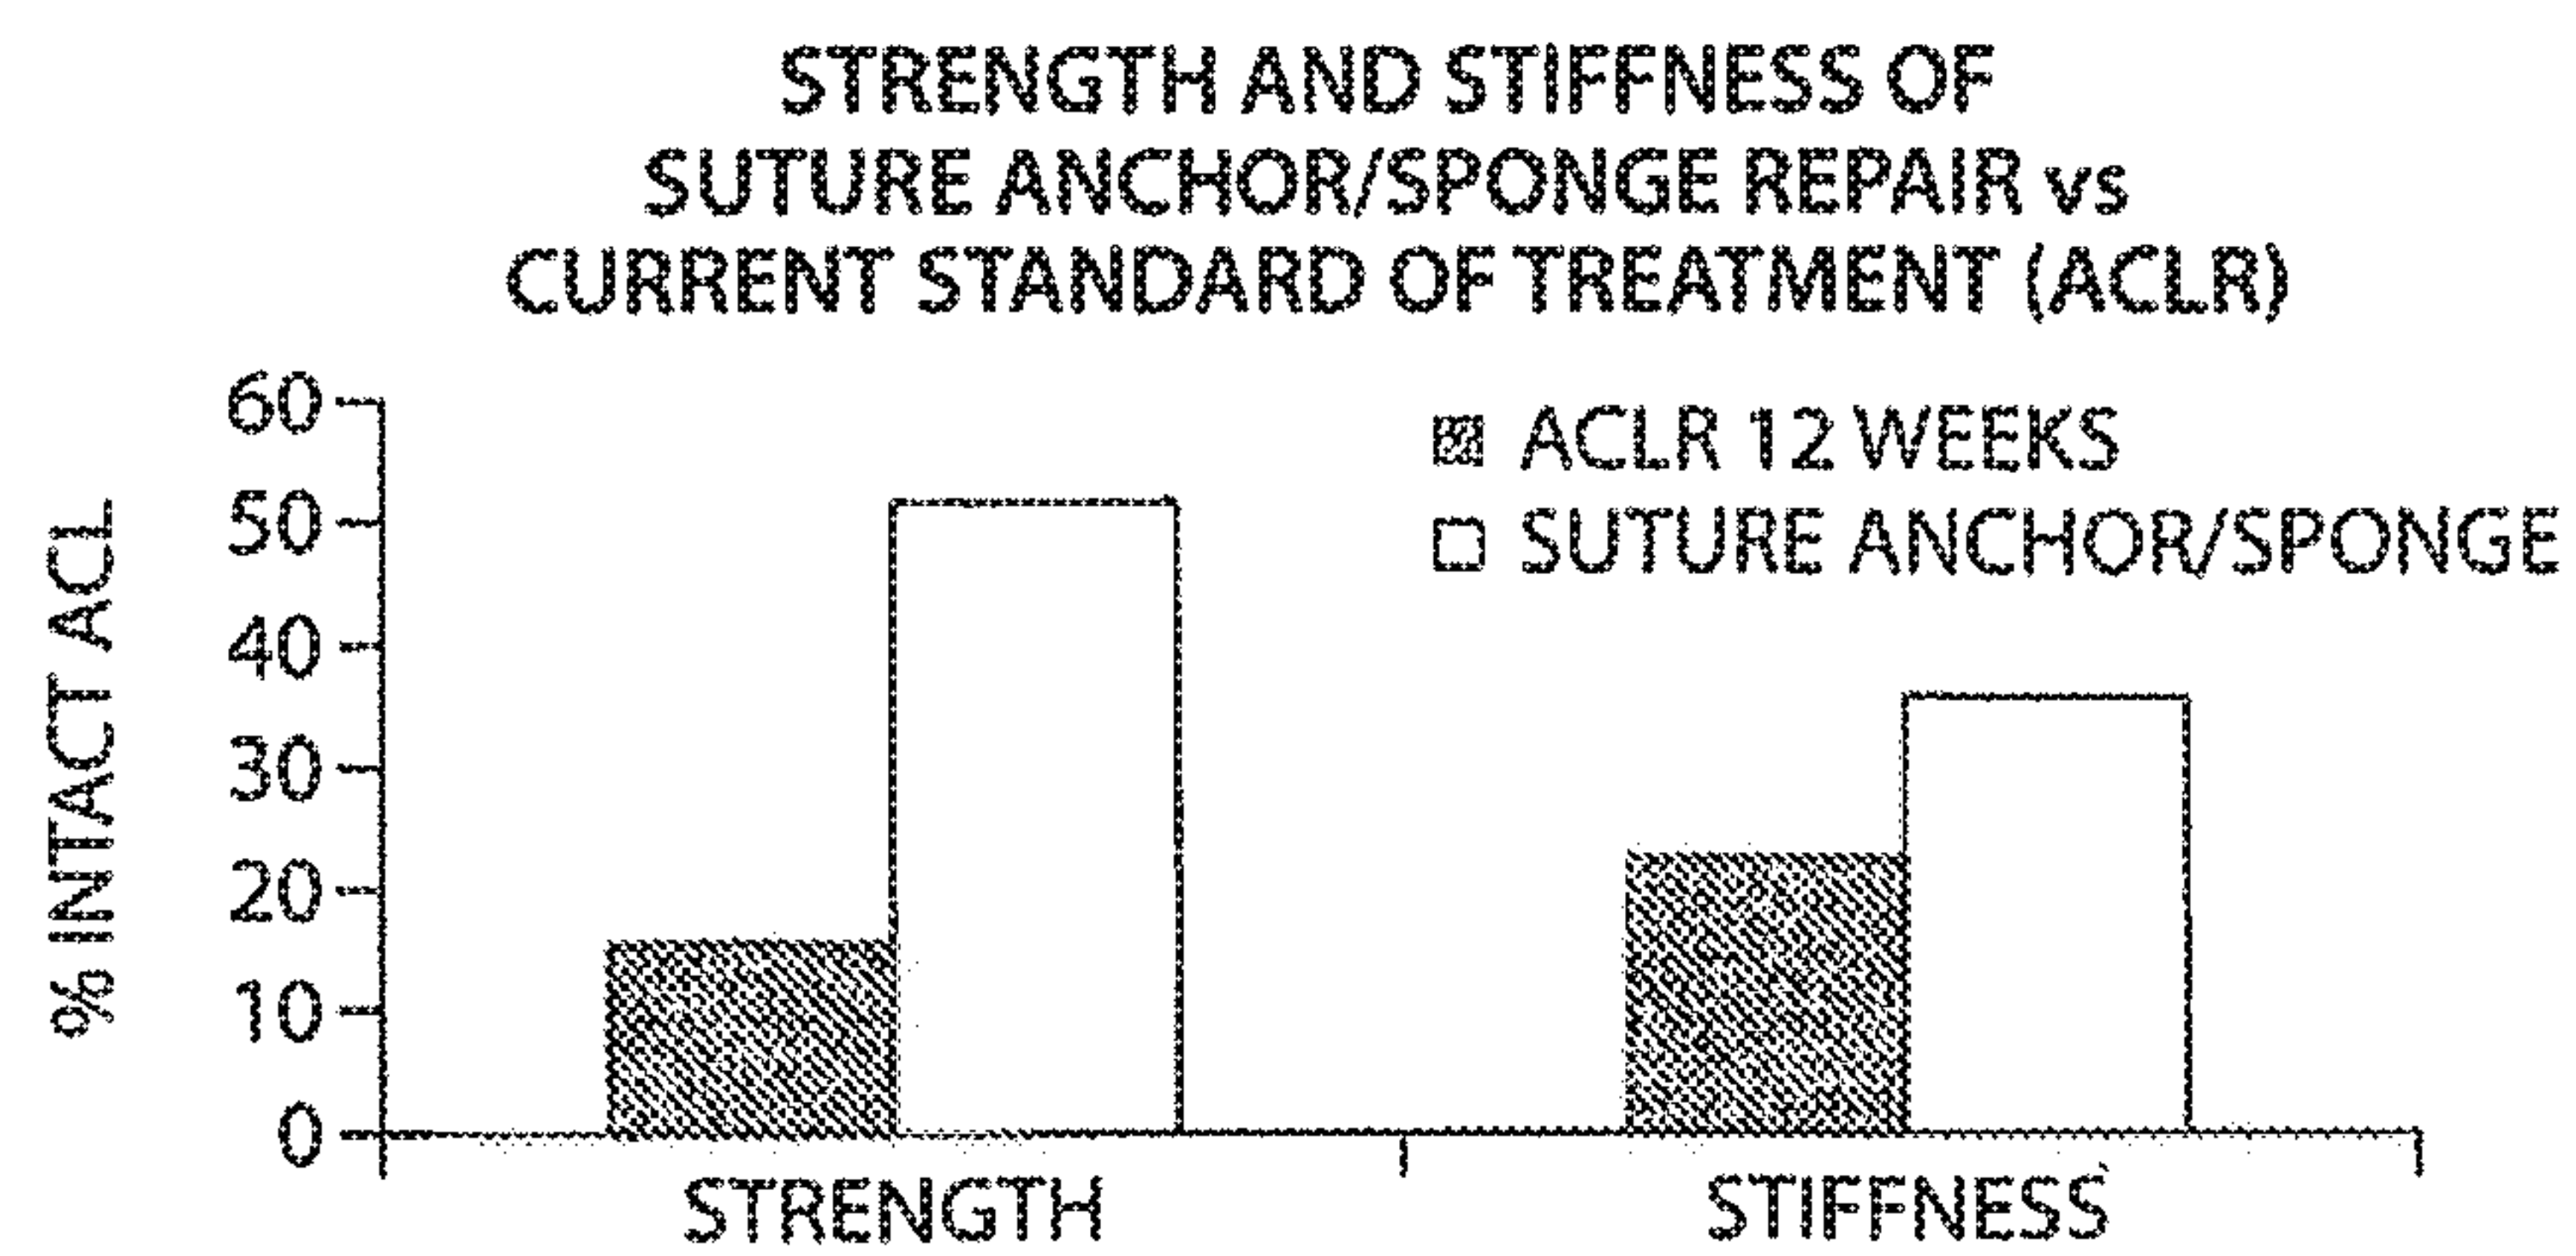 STRENGTH AND STIFFNESS OF
SUTURE ANCHOR/SPONGE REPAIR vs
CURRENT STANDARD OF TREATMENT (ACLR)
ACLR 12 WEEKS
SUTURE ANCHOR/SPONGE
% INTACT ACL
60
50
40
30
20
10
0
STRENGTH
STIFFNESS